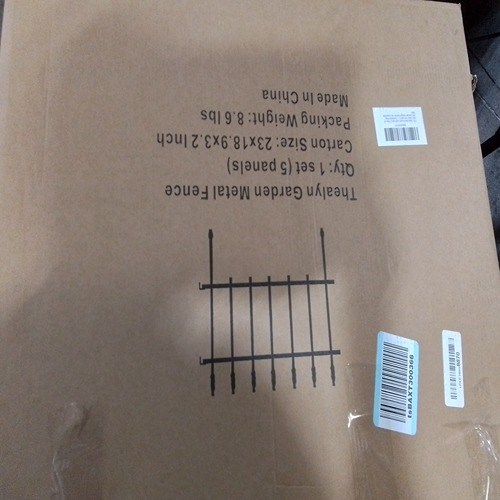 Thealyn Garden Metal Fence
Qty: 1 set (5 panels)
Carton Size: 23x18.9x3.2 Inch
Packing Weight: 8.6 lbs
Made In China
tsBAXT300366